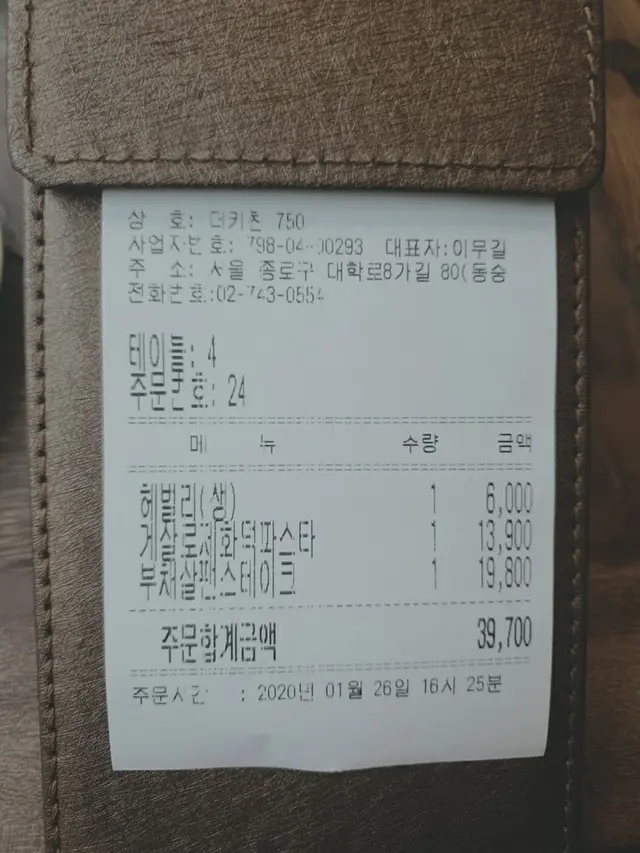 상 호: 더키친 750
사업자번호: 798-04-00293 대표자:이무길
주 소: 서울 종로구 대학로8가길 80(동숭
전화번호:02-743-0554
테이블: 4
주문번호: 24
메 뉴 수량 금액
헤벌리(생) 1 6,000
게살로제화덕파스타 1 13,900
부채살팬스테이크 1 19,800
주문합계금액 39,700
주문시간 : 2020년 01월 26일 16시 25분